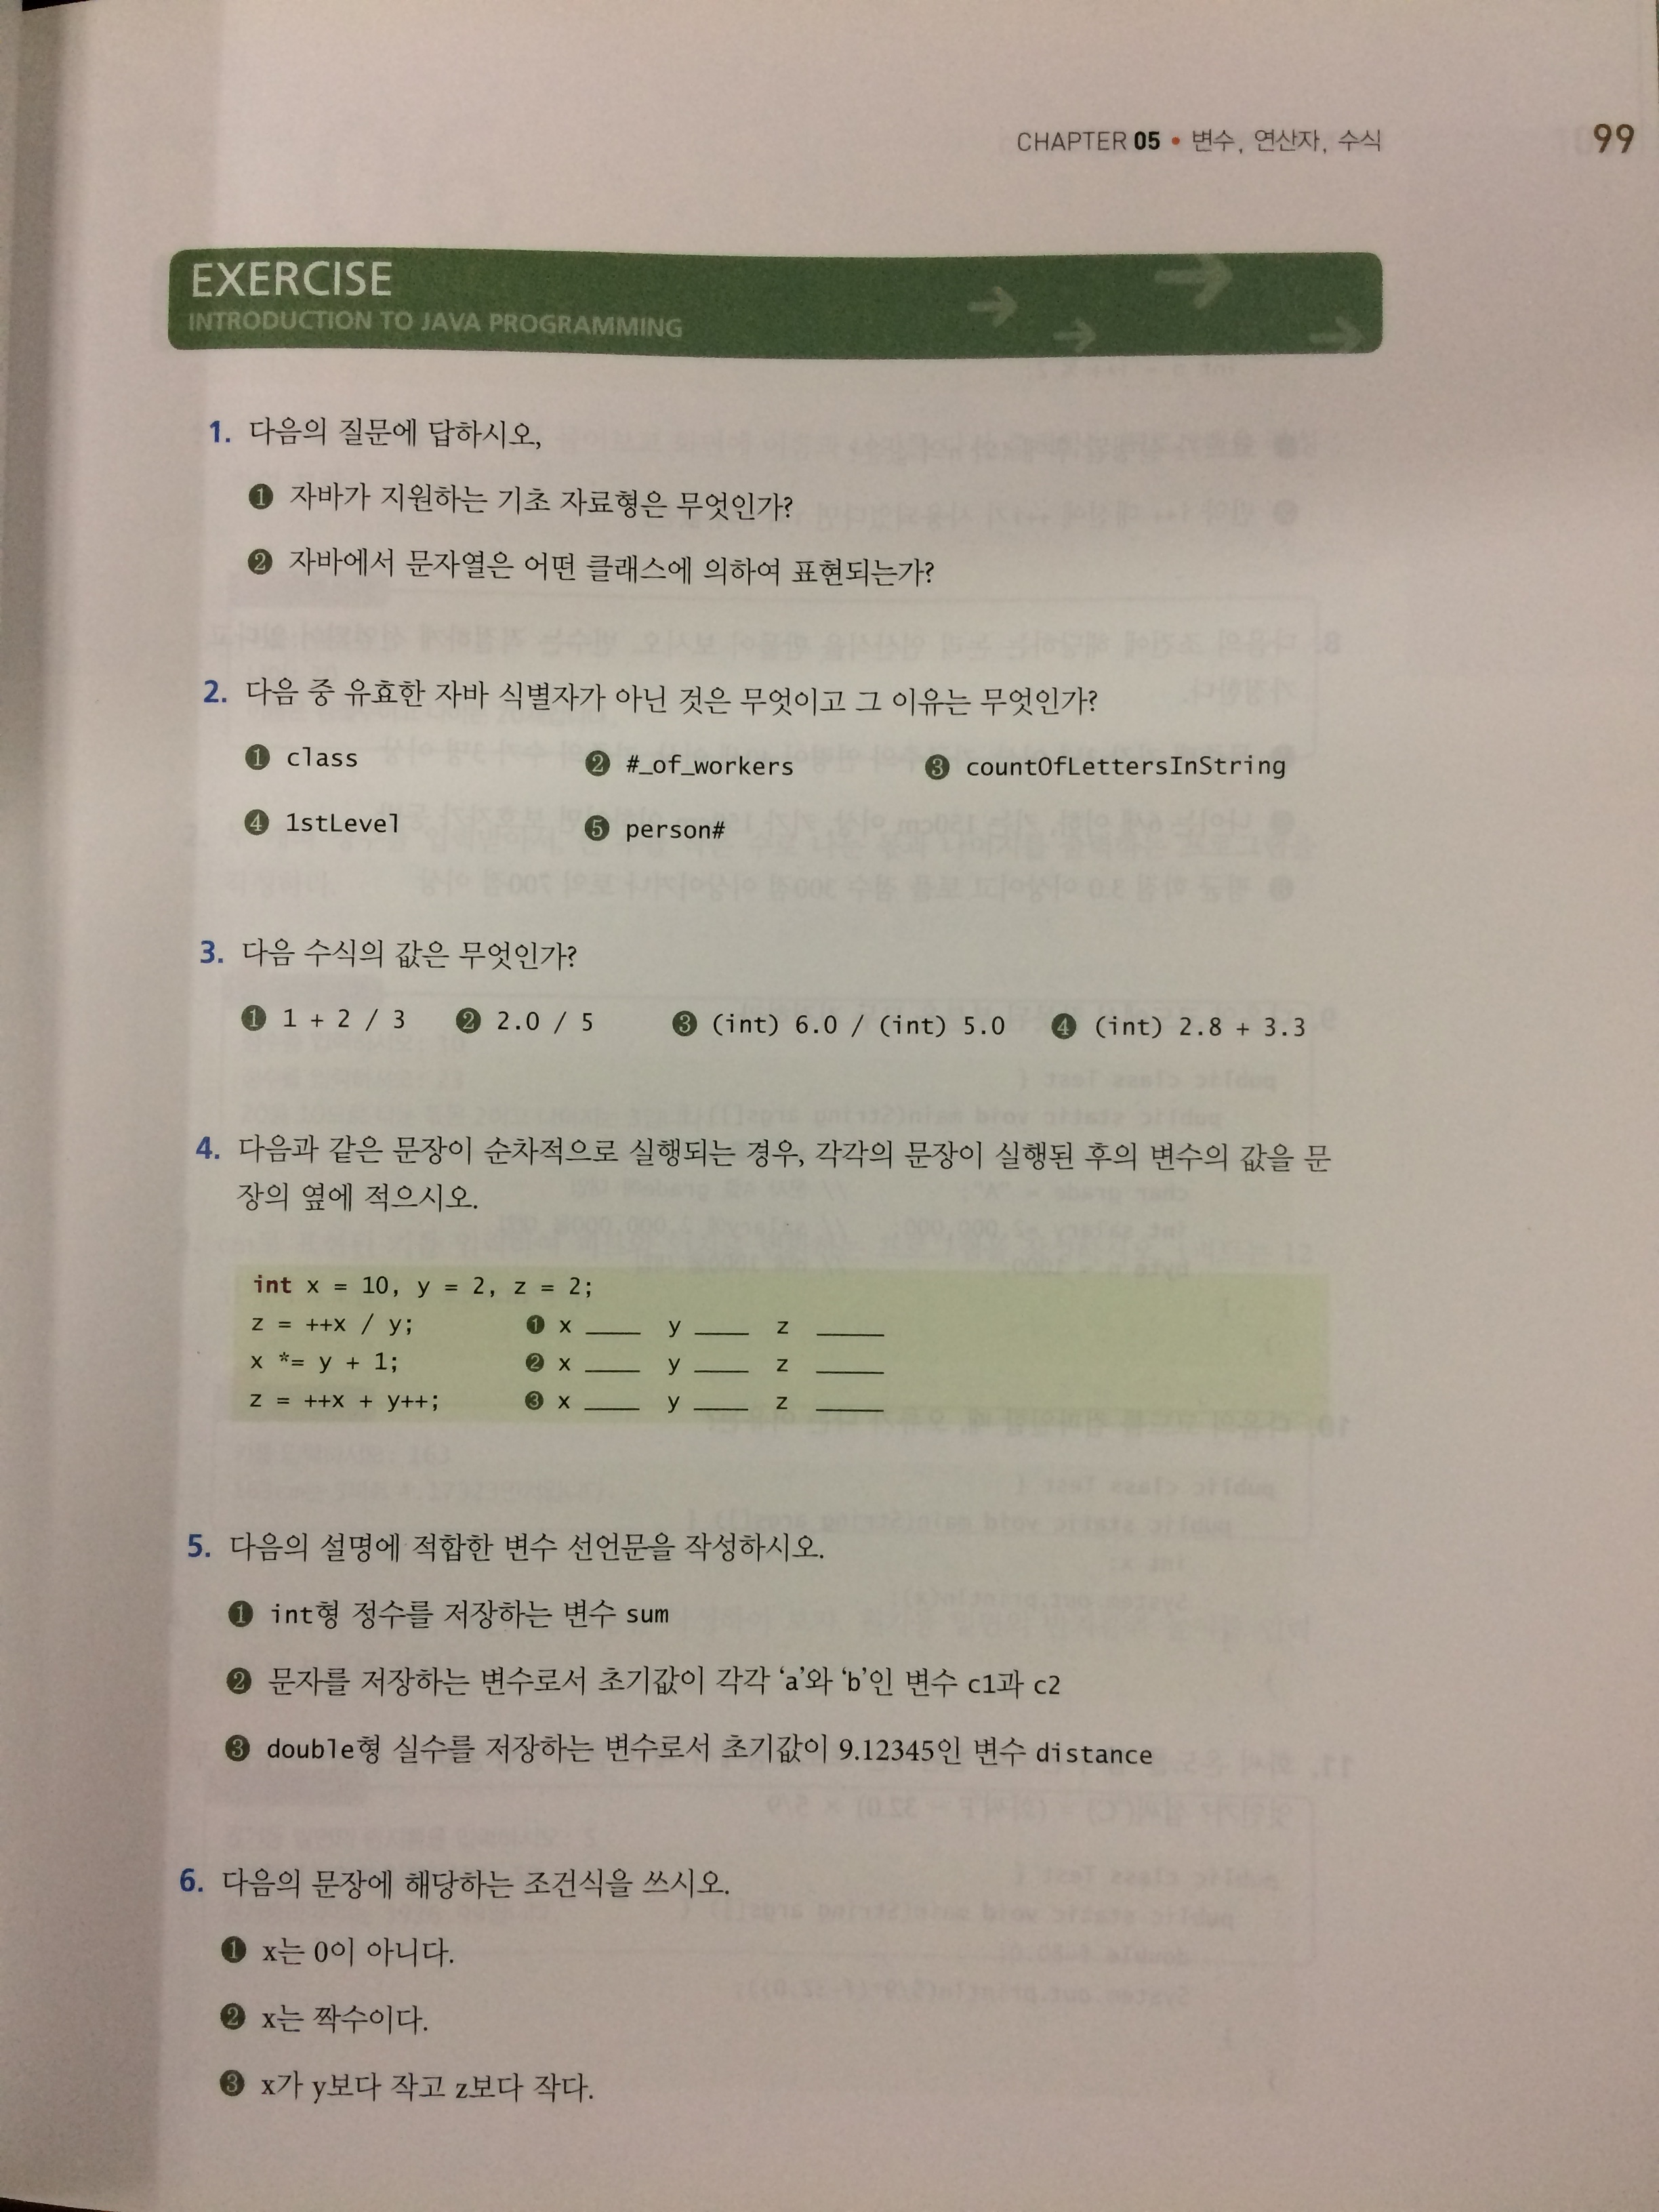 CHAPTER 05 • 변수, 연산자, 수식 99
EXERCISE
INTRODUCTION TO JAVA PROGRAMMING
1. 다음의 질문에 답하시오,
❶ 자바가 지원하는 기초 자료형은 무엇인가?
❷ 자바에서 문자열은 어떤 클래스에 의하여 표현되는가?
2. 다음 중 유효한 자바 식별자가 아닌 것은 무엇이고 그 이유는 무엇인가?
❶ class ❷ #_of_workers ❸ countOfLettersInString
❹ 1stLevel ❺ person#
3. 다음 수식의 값은 무엇인가?
❶ 1 + 2 / 3 ❷ 2.0 / 5 ❸ (int) 6.0 / (int) 5.0 ❹ (int) 2.8 + 3.3
4. 다음과 같은 문장이 순차적으로 실행되는 경우, 각각의 문장이 실행된 후의 변수의 값을 문
장의 옆에 적으시오.
int x = 10, y = 2, z = 2;
z = ++x / y; ❶ x ____ y ____ z _____
x *= y + 1; ❷ x ____ y ____ z _____
z = ++x + y++; ❸ x ____ y ____ z _____
5. 다음의 설명에 적합한 변수 선언문을 작성하시오.
❶ int형 정수를 저장하는 변수 sum
❷ 문자를 저장하는 변수로서 초기값이 각각 ‘a’와 ‘b’인 변수 c1과 c2
❸ double형 실수를 저장하는 변수로서 초기값이 9.12345인 변수 distance
6. 다음의 문장에 해당하는 조건식을 쓰시오.
❶ x는 0이 아니다.
❷ x는 짝수이다.
❸ x가 y보다 작고 z보다 작다.